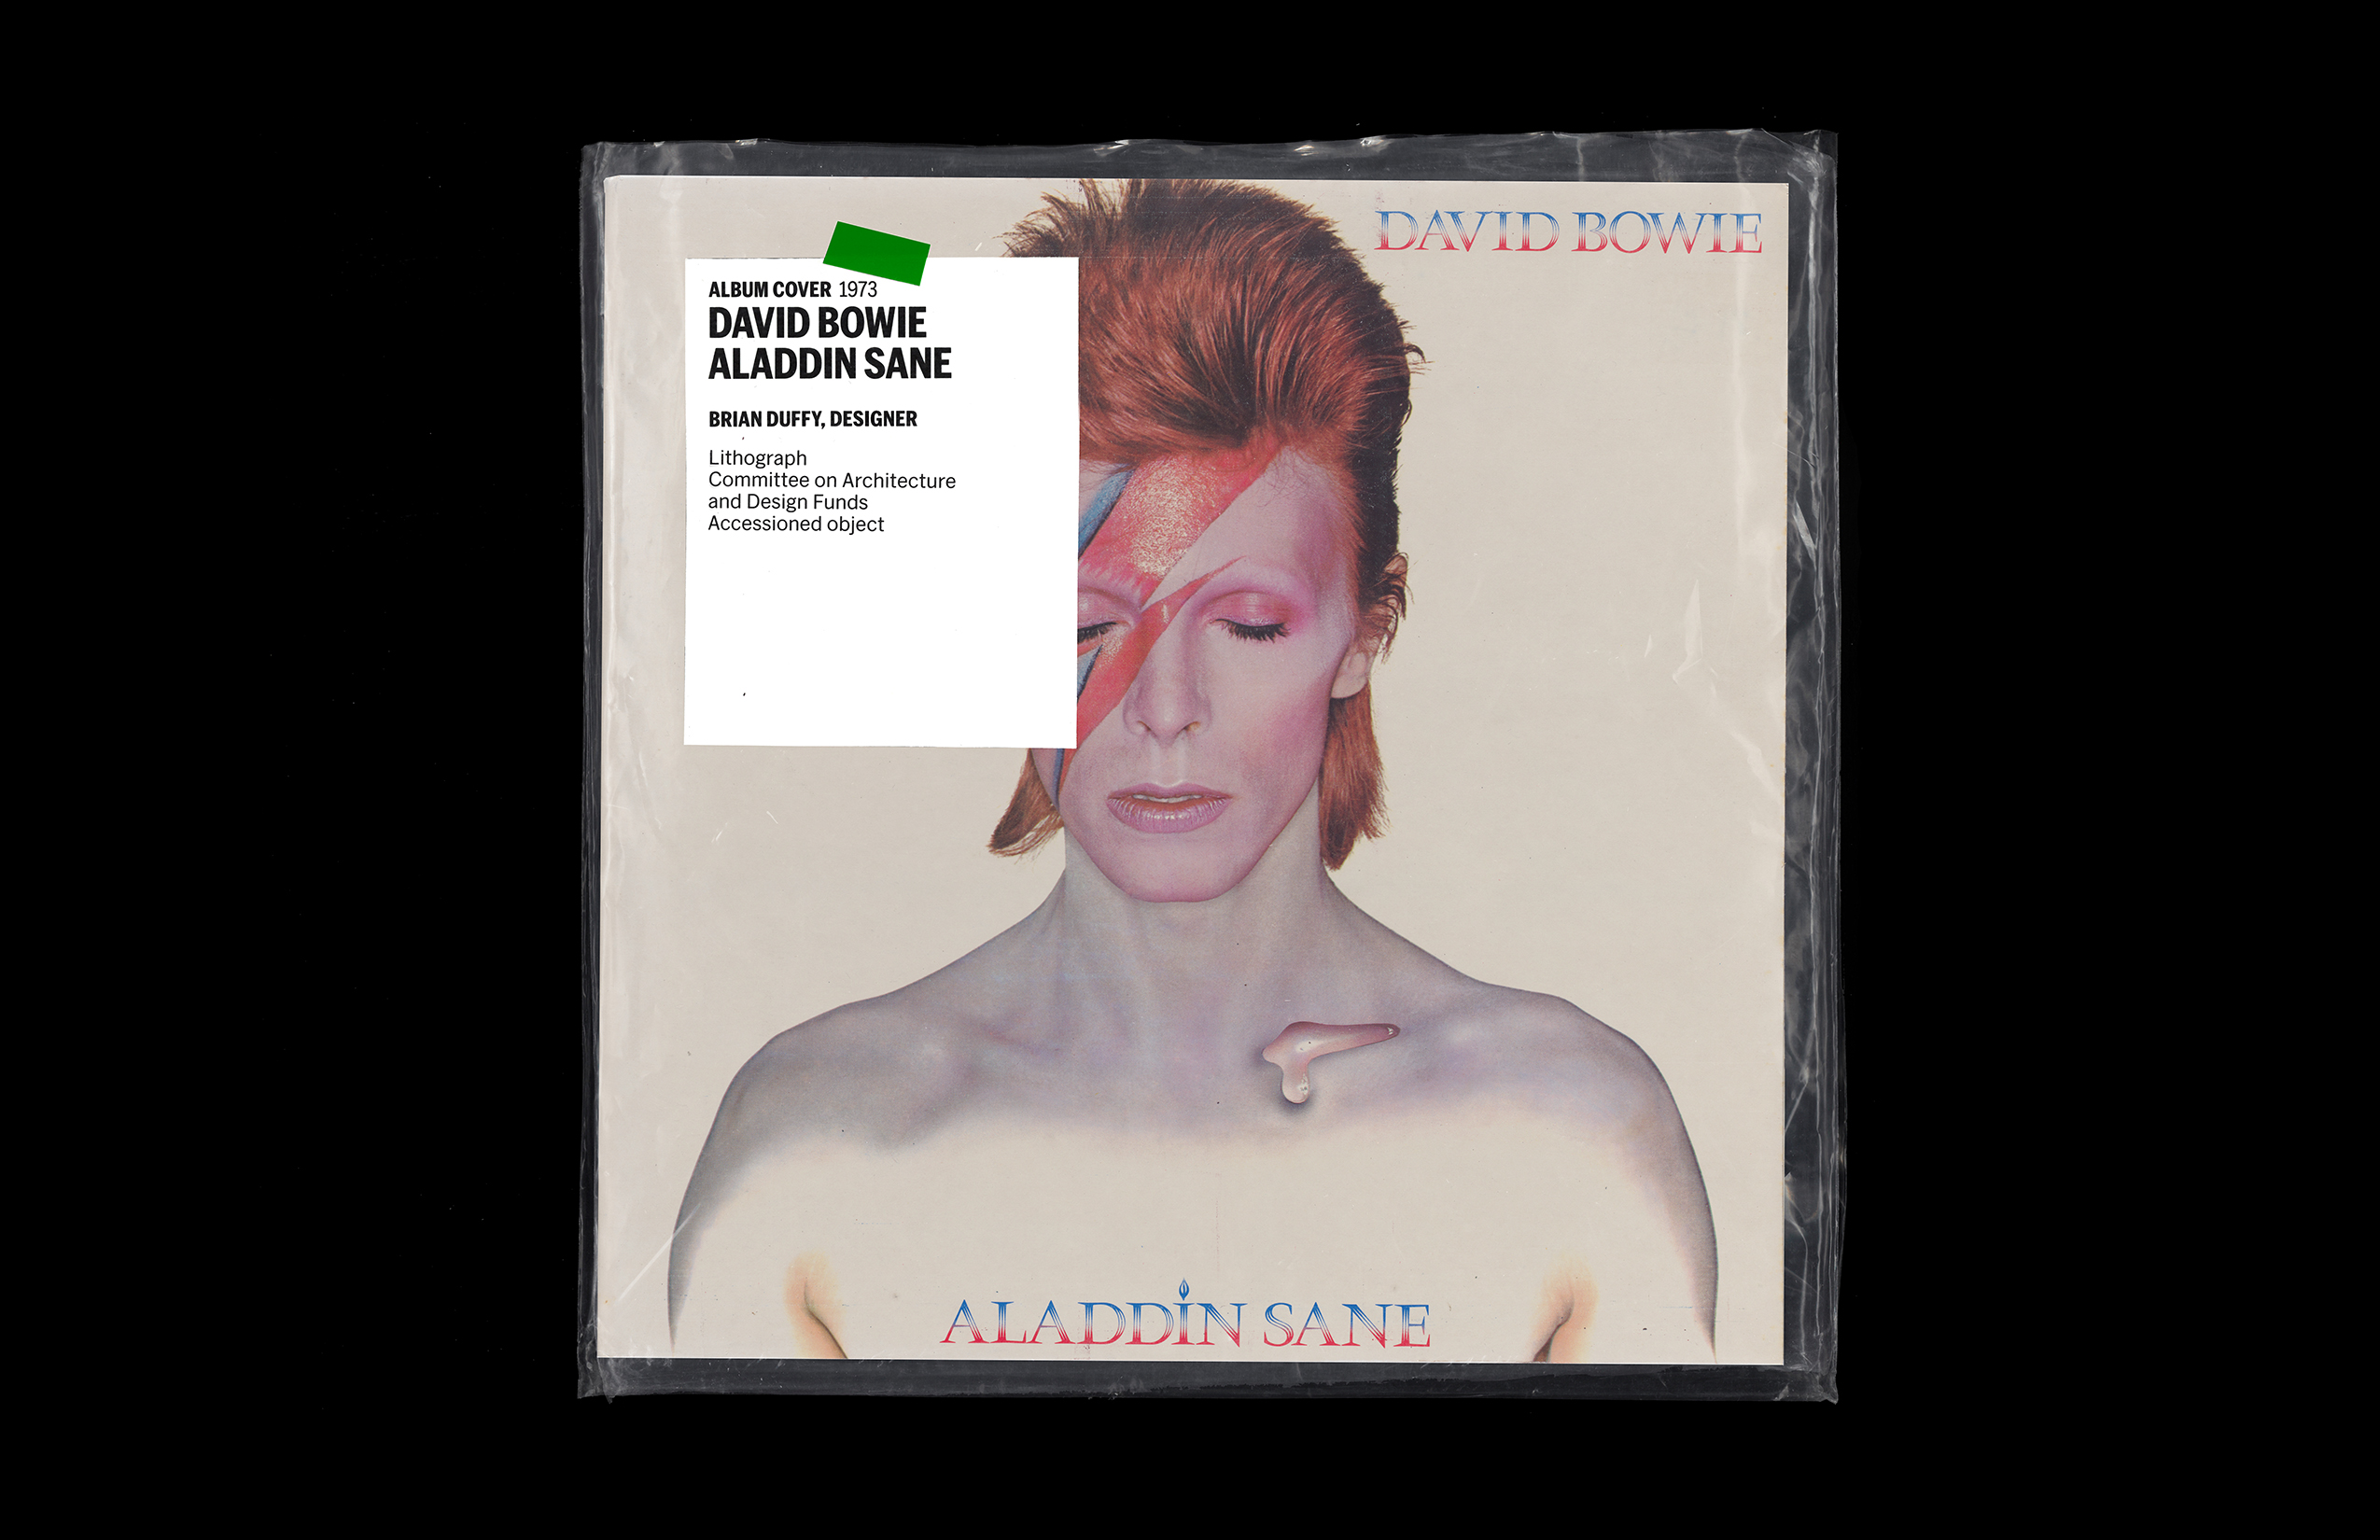 DAVID BOWIE
ALBUM COVER 1973
DAVID BOWIE
ALADDIN SANE
BRIAN DUFFY, DESIGNER
Lithograph
Committee on Architecture
and Design Funds
Accessioned object
ALADDIN SANE